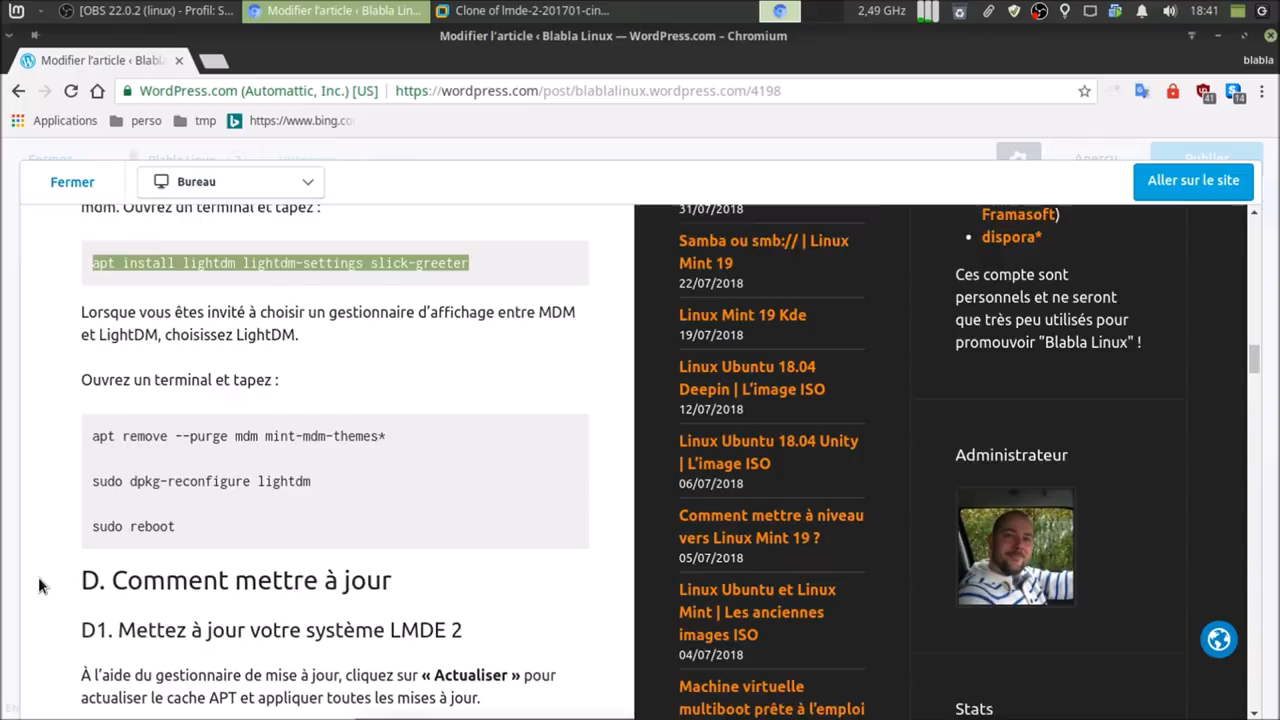 [OBS 22.0.2 (linux) - Profil: S...
Modifier l'article ‹ Blabla Lin...
Clone of lmde-2-201701-cin...
2,49 GHz
18:41
Modifier l'article ‹ Blabla Linux — WordPress.com – Chromium
Modifier l'article ‹ Blabl
blabla
WordPress.com (Automattic, Inc.) [US]
https://wordpress.com/post/blablalinux.wordpress.com/4198
41
14
Applications
perso
tmp
https://www.bing.co
Fermer
Bureau
Aller sur le site
mdm. Ouvrez un terminal et tapez :
apt install lightdm lightdm-settings slick-greeter
Lorsque vous êtes invité à choisir un gestionnaire d'affichage entre MDM
et LightDM, choisissez LightDM.
Ouvrez un terminal et tapez :
apt remove --purge mdm mint-mdm-themes*
sudo dpkg-reconfigure lightdm
sudo reboot
D. Comment mettre à jour
D1. Mettez à jour votre système LMDE 2
À l'aide du gestionnaire de mise à jour, cliquez sur « Actualiser » pour
actualiser le cache APT et appliquer toutes les mises à jour.
31/07/2018
Samba ou smb:// | Linux
Mint 19
22/07/2018
Linux Mint 19 Kde
19/07/2018
Linux Ubuntu 18.04
Deepin | L'image ISO
12/07/2018
Linux Ubuntu 18.04 Unity
| L'image ISO
06/07/2018
Comment mettre à niveau
vers Linux Mint 19 ?
05/07/2018
Linux Ubuntu et Linux
Mint | Les anciennes
images ISO
04/07/2018
Machine virtuelle
multiboot prête à l'emploi
Framasoft)
dispora*
Ces compte sont
personnels et ne seront
que très peu utilisés pour
promouvoir "Blabla Linux" !
Administrateur
Stats